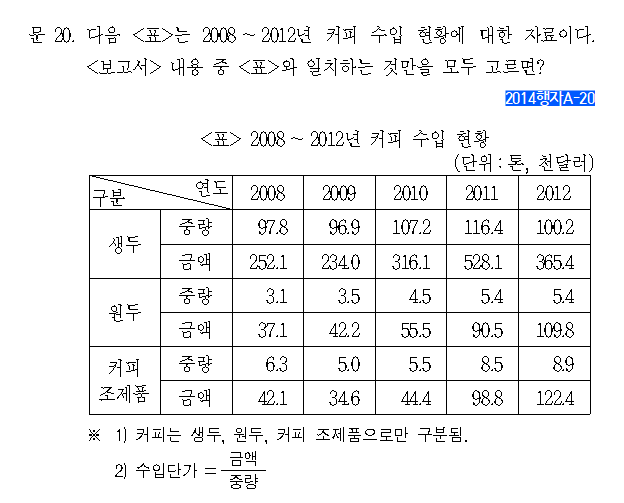 문 20. 다음 <표>는 2008 ~ 2012년 커피 수입 현황에 대한 자료이다.
<보고서> 내용 중 <표>와 일치하는 것만을 모두 고르면?
2014행자A-20
<표> 2008 ~ 2012년 커피 수입 현황
(단위 : 톤, 천달러)
구분 연도 2008 2009 2010 2011 2012
생두 중량 97.8 96.9 107.2 116.4 100.2
금액 252.1 234.0 316.1 528.1 365.4
원두 중량 3.1 3.5 4.5 5.4 5.4
금액 37.1 42.2 55.5 90.5 109.8
커피 조제품 중량 6.3 5.0 5.5 8.5 8.9
금액 42.1 34.6 44.4 98.8 122.4
※ 1) 커피는 생두, 원두, 커피 조제품으로만 구분됨.
2) 수입단가 = 금액 / 중량